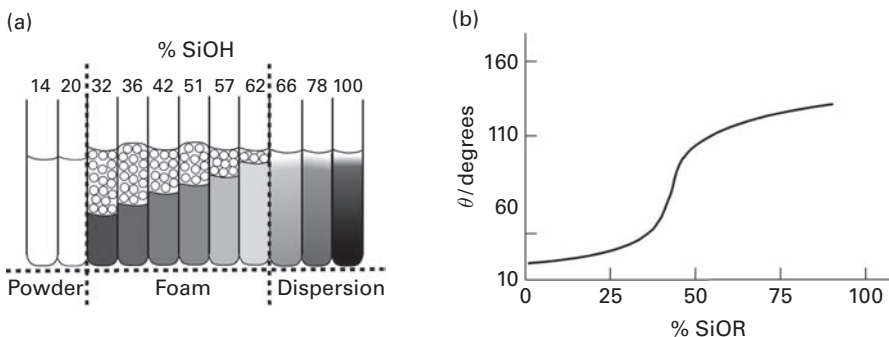 (a)
% SiOH
14 20 32 36 42 51 57 62 66 78 100
Powder Foam Dispersion
(b)
160
110
60
10
θ/degrees
0 25 50 75 100
% SiOR